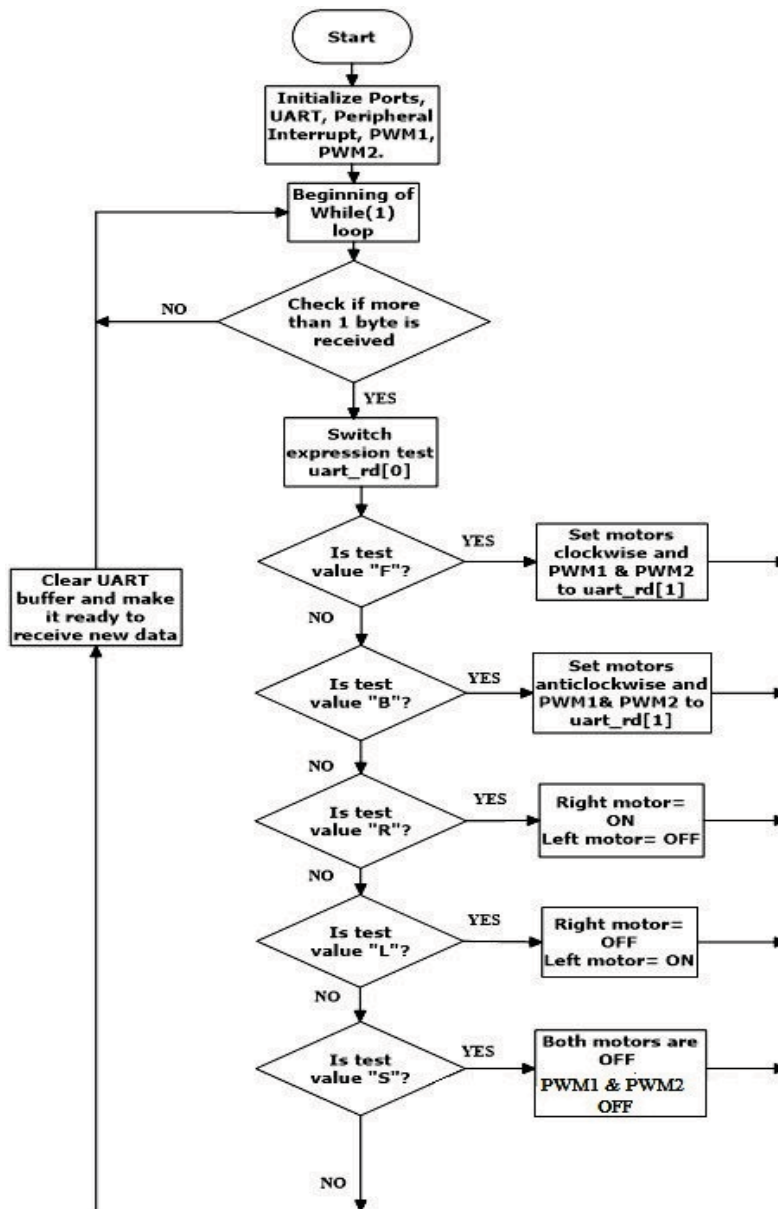 Start
Initialize Ports,
UART, Peripheral
Interrupt, PWM1,
PWM2.
Beginning of
While(1)
loop
NO
Check if more
than 1 byte is
received
YES
Switch
expression test
uart_rd[0]
Is test
value "F"?
YES
Set motors
clockwise and
PWM1 & PWM2
to uart_rd[1]
Clear UART
buffer and make
it ready to
receive new data
NO
Is test
value "B"?
YES
Set motors
anticlockwise and
PWM1& PWM2 to
uart_rd[1]
NO
Is test
value "R"?
YES
Right motor=
ON
Left motor= OFF
NO
Is test
value "L"?
YES
Right motor=
OFF
Left motor= ON
NO
Is test
value "S"?
YES
Both motors are
OFF
PWM1 & PWM2
OFF
NO